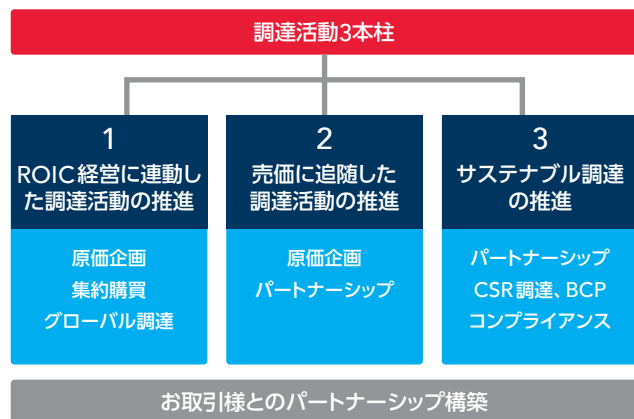 調達活動3本柱
1
ROIC経営に連動し
た調達活動の推進
原価企画
集約購買
グローバル調達
2
売価に追随した
調達活動の推進
原価企画
パートナーシップ
3
サステナブル調達
の推進
パートナーシップ
CSR調達、BCP
コンプライアンス
お取引様とのパートナーシップ構築